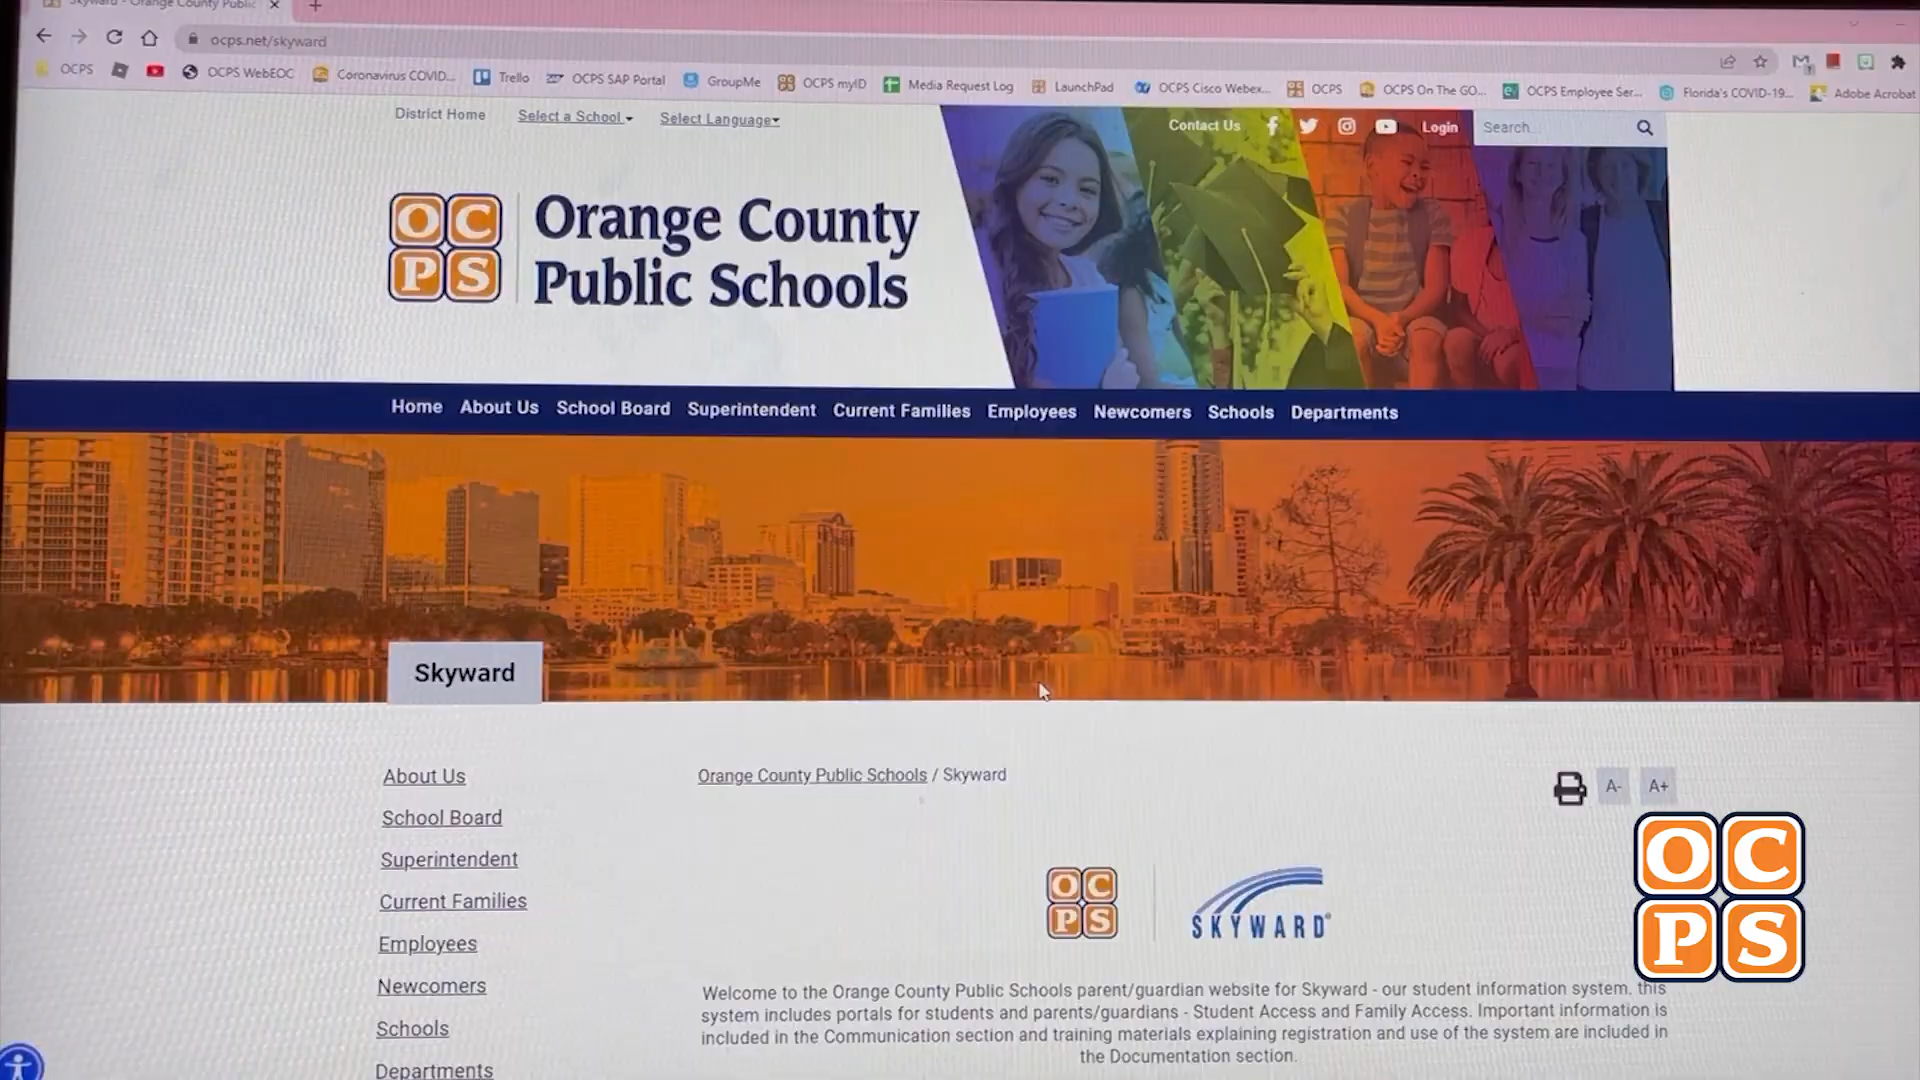 Skyward - Orange County Public
ocps.net/skyward
OCPS
OCPS WebEOC
Coronavirus COVID...
Trello
OCPS SAP Portal
GroupMe
OCPS myID
Media Request Log
LaunchPad
OCPS Cisco Webex...
OCPS
OCPS On The GO...
OCPS Employee Ser...
Florida's COVID-19...
Adobe Acrobat
District Home
Select a School
Select Language
Contact Us
Login
Search...
OC
PS
Orange County
Public Schools
Home About Us School Board Superintendent Current Families Employees Newcomers Schools Departments
Skyward
About Us
School Board
Superintendent
Current Families
Employees
Newcomers
Schools
Departments
Orange County Public Schools / Skyward
A-
A+
OC
PS
SKYWARD®
OC
PS
Welcome to the Orange County Public Schools parent/guardian website for Skyward - our student information system. this
system includes portals for students and parents/guardians - Student Access and Family Access. Important information is
included in the Communication section and training materials explaining registration and use of the system are included in
the Documentation section.